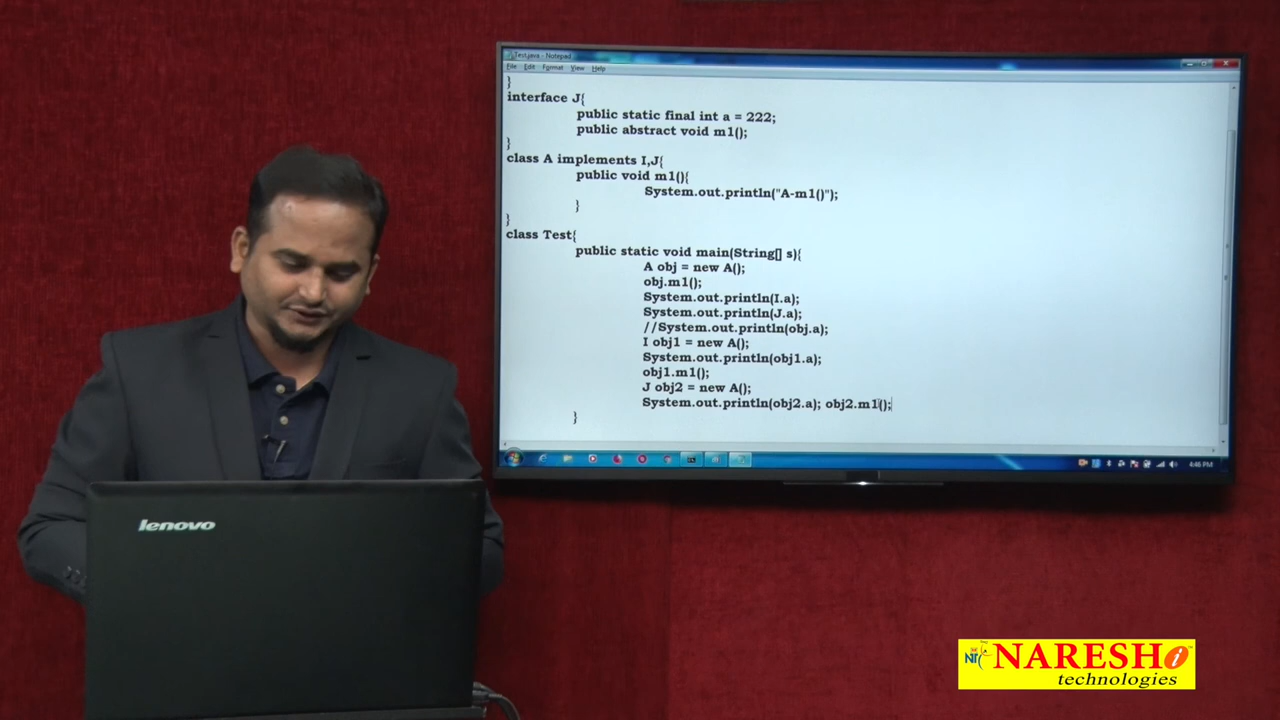 Test.java - Notepad
File Edit Format View Help
}
interface J{
public static final int a = 222;
public abstract void m1();
}
class A implements I,J{
public void m1(){
System.out.println("A-m1()");
}
}
class Test{
public static void main(String[] s){
A obj = new A();
obj.m1();
System.out.println(I.a);
System.out.println(J.a);
//System.out.println(obj.a);
I obj1 = new A();
System.out.println(obj1.a);
obj1.m1();
J obj2 = new A();
System.out.println(obj2.a); obj2.m1();
}
4:46 PM
lenovo
NARESH i
technologies